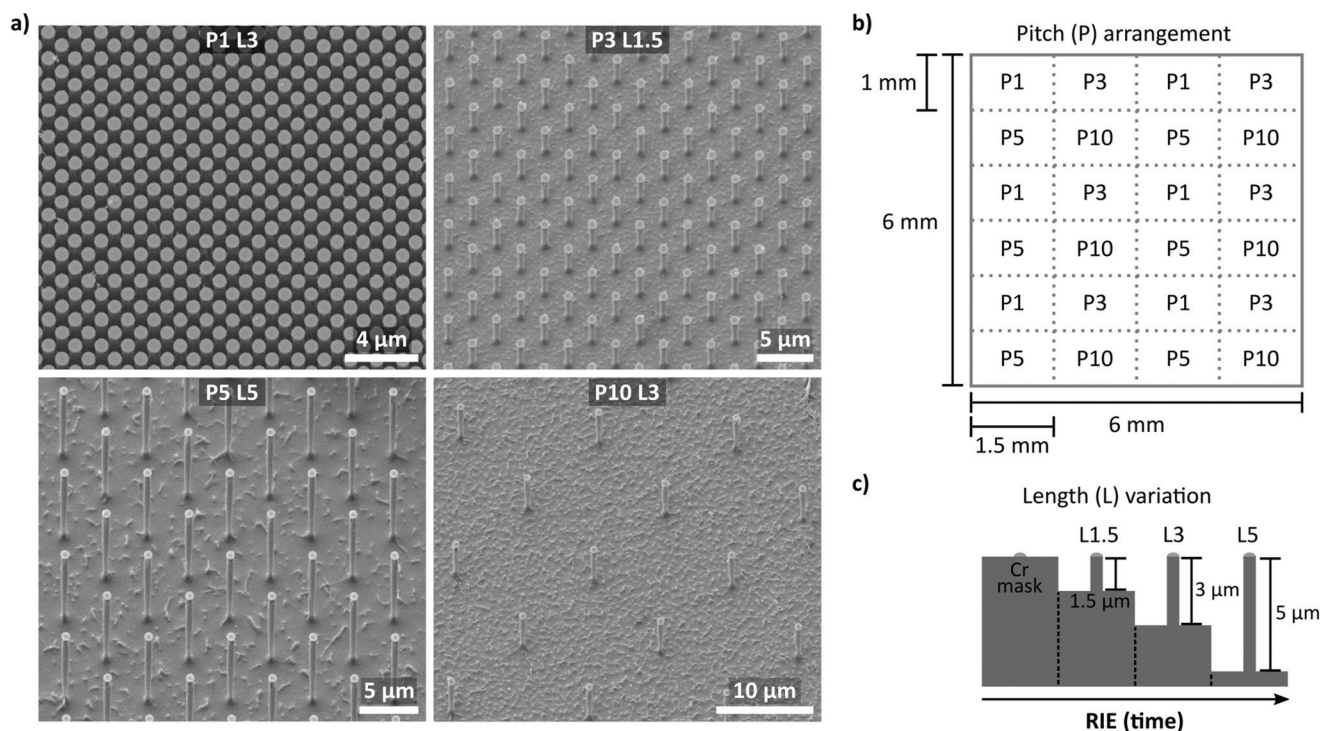 a)
P1 L3
4 µm
P3 L1.5
5 µm
P5 L5
5 µm
P10 L3
10 µm
b)
Pitch (P) arrangement
1 mm
6 mm
P1 P3 P1 P3
P5 P10 P5 P10
P1 P3 P1 P3
P5 P10 P5 P10
P1 P3 P1 P3
P5 P10 P5 P10
6 mm
1.5 mm
c)
Length (L) variation
L1.5 L3 L5
Cr
mask
1.5 µm
3 µm
5 µm
RIE (time)